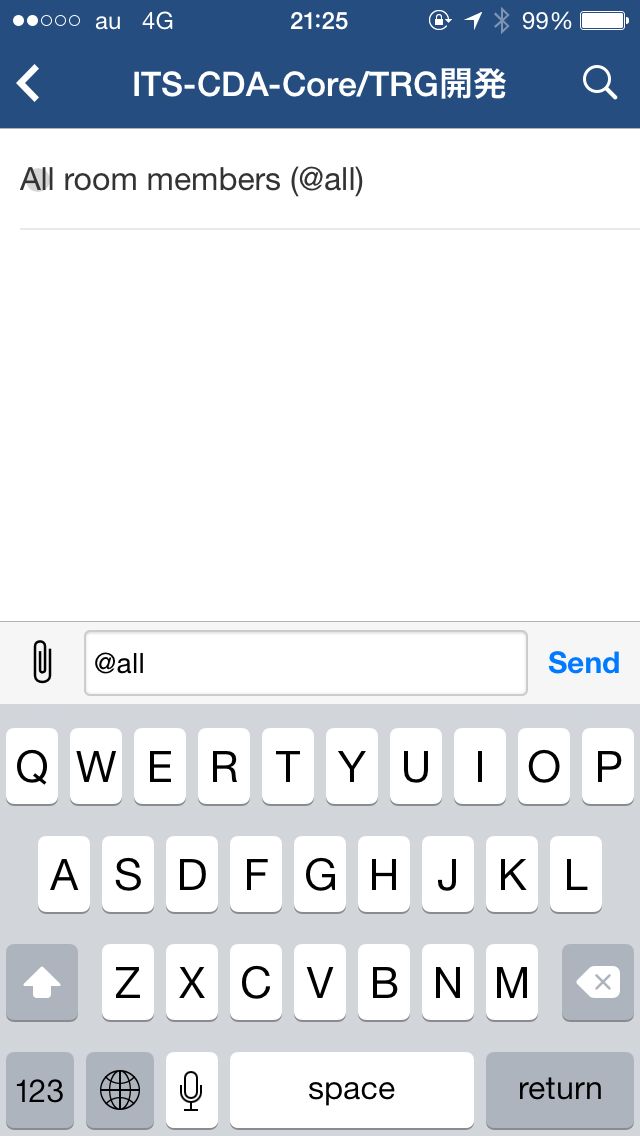 au 4G 21:25 99%
ITS-CDA-Core/TRG開発
All room members (@all)
@all Send
Q W E R T Y U I O P
A S D F G H J K L
Z X C V B N M
123 space return